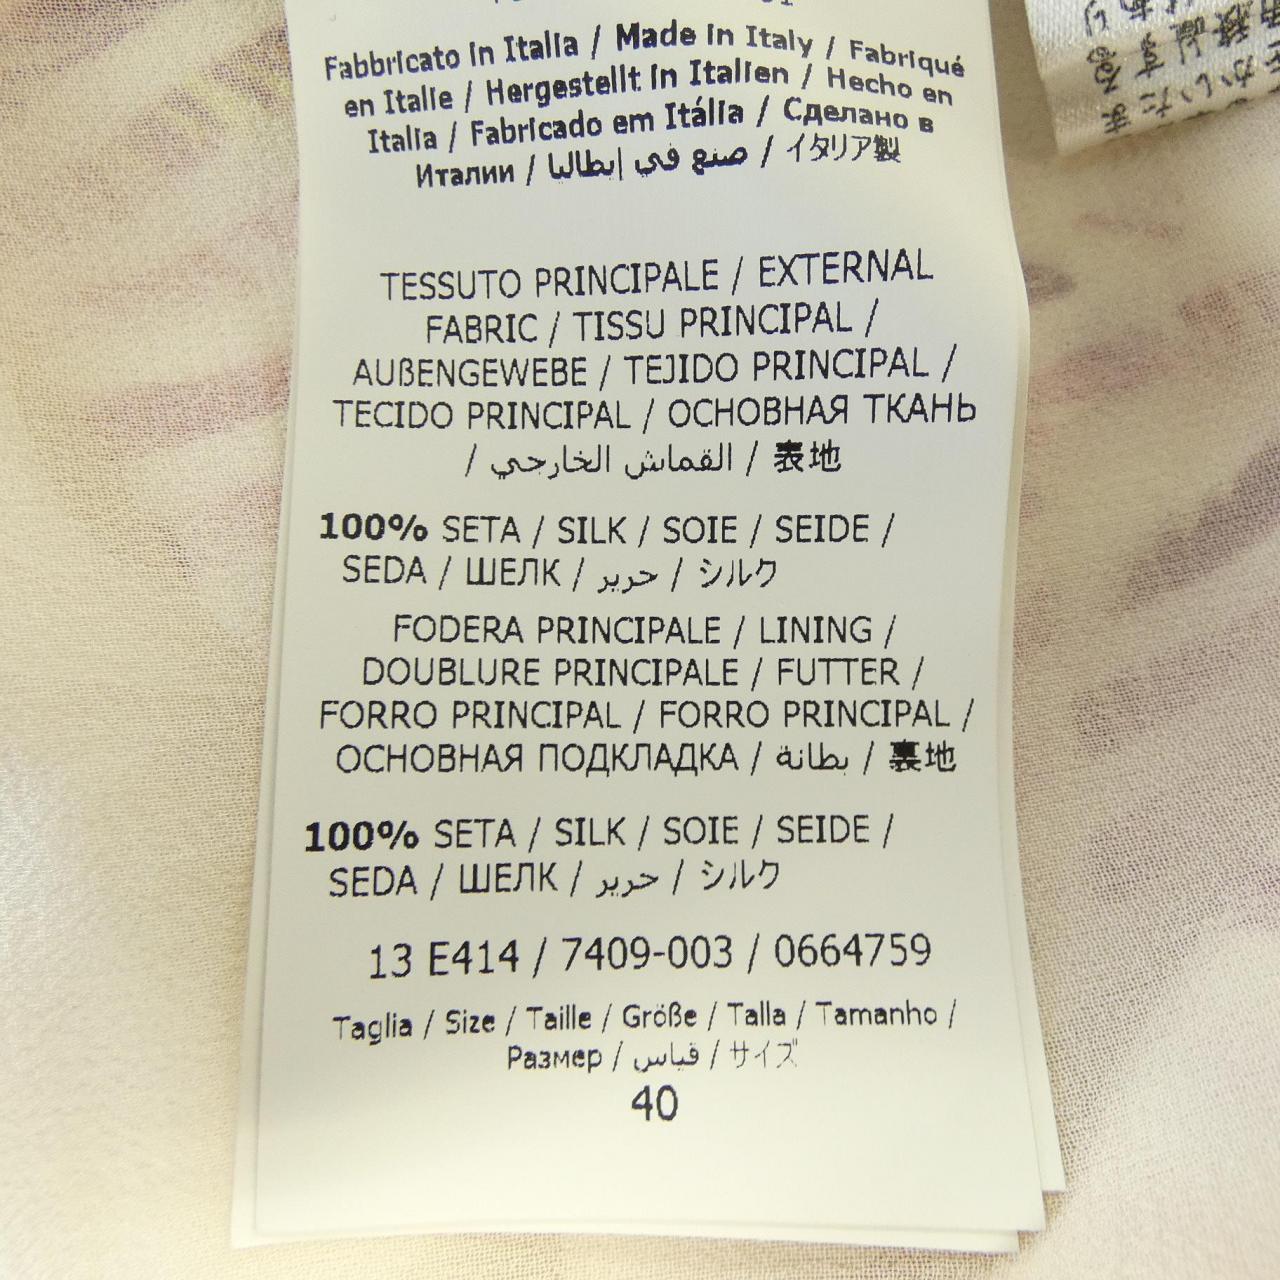 Fabbricato in Italia / Made in Italy / Fabriqué
en Italie / Hergestellt in Italien / Hecho en
Italia / Fabricado em Itália / Сделано в
Италии / صنع في إيطاليا / イタリア製
TESSUTO PRINCIPALE / EXTERNAL
FABRIC / TISSU PRINCIPAL /
AUßENGEWEBE / TEJIDO PRINCIPAL /
TECIDO PRINCIPAL / ОСНОВНАЯ ТКАНЬ
/ القماش الخارجي / 表地
100% SETA / SILK / SOIE / SEIDE /
SEDA / ШЕЛК / حرير / シルク
FODERA PRINCIPALE / LINING /
DOUBLURE PRINCIPALE / FUTTER /
FORRO PRINCIPAL / FORRO PRINCIPAL /
ОСНОВНАЯ ПОДКЛАДКА / بطانة / 裏地
100% SETA / SILK / SOIE / SEIDE /
SEDA / ШЕЛК / حرير / シルク
13 E414 / 7409-003 / 0664759
Taglia / Size / Taille / Größe / Talla / Tamanho /
Размер / قياس / サイズ
40